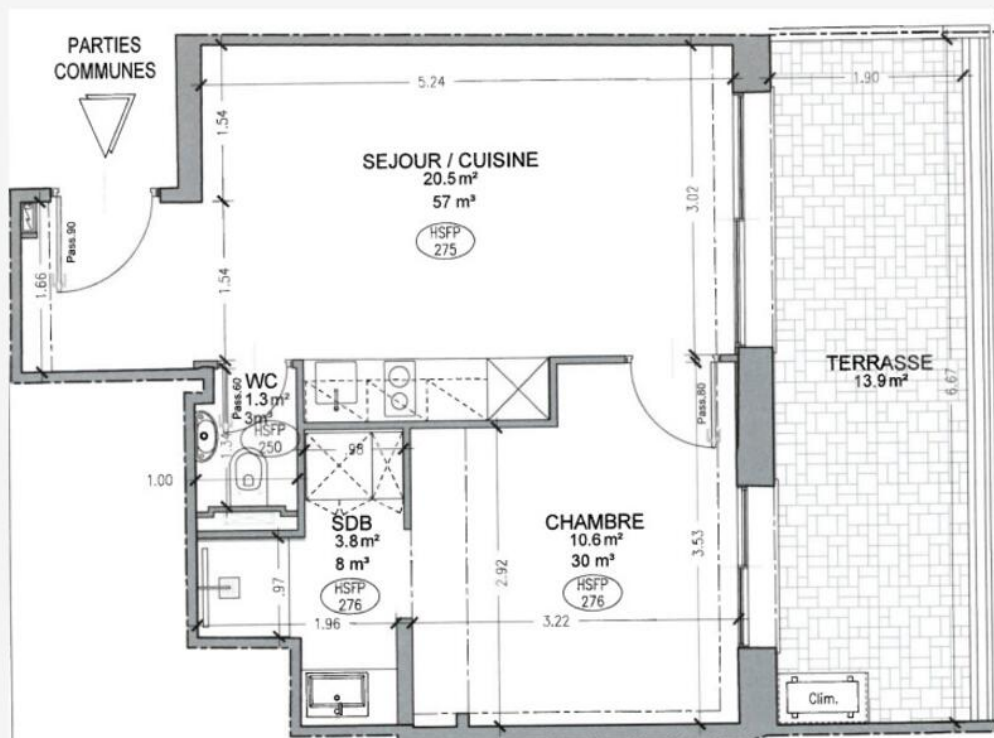 PARTIES
COMMUNES
5.24
1.90
1.54
SEJOUR / CUISINE
20.5 m²
57 m³
3.02
HSFP
275
Pass.90
1.66
1.54
TERRASSE
13.9 m²
6.67
WC
1.3 m²
3m³
HSFP
250
Pass.60
1.34
Pass.80
.98
1.00
SDB
3.8 m²
8 m³
HSFP
276
CHAMBRE
10.6 m²
30 m³
HSFP
276
2.92
3.53
.97
1.96
3.22
Clim.